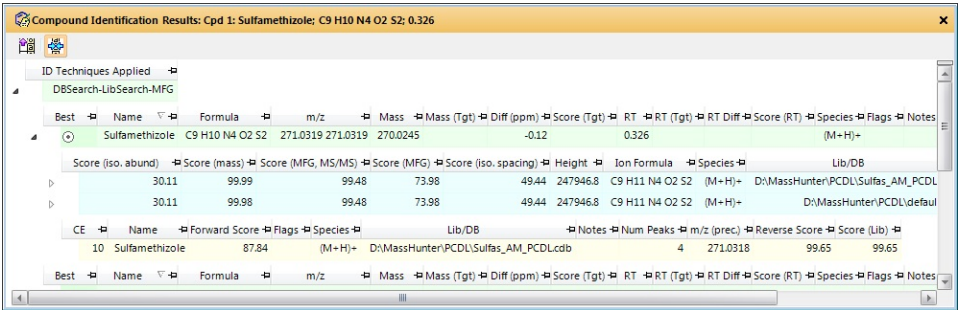 Compound Identification Results: Cpd 1: Sulfamethizole; C9 H10 N4 O2 S2; 0.326
ID Techniques Applied
DBSearch-LibSearch-MFG
Best Name Formula m/z Mass Mass (Tgt) Diff (ppm) Score (Tgt) RT RT (Tgt) RT Diff Score (RT) Species Flags Notes
Sulfamethizole C9 H10 N4 O2 S2 271.0319 271.0319 270.0245 -0.12 0.326 (M+H)+
Score (iso. abund) Score (mass) Score (MFG, MS/MS) Score (MFG) Score (iso. spacing) Height Ion Formula Species Lib/DB
30.11 99.99 99.48 73.98 49.44 247946.8 C9 H11 N4 O2 S2 (M+H)+ D:\MassHunter\PCDL\Sulfas_AM_PCDL
30.11 99.98 99.48 73.98 49.44 247946.8 C9 H11 N4 O2 S2 (M+H)+ D:\MassHunter\PCDL\defaul
CE Name Forward Score Flags Species Lib/DB Notes Num Peaks m/z (prec.) Reverse Score Score (Lib)
10 Sulfamethizole 87.84 (M+H)+ D:\MassHunter\PCDL\Sulfas_AM_PCDL.cdb 4 271.0318 99.65 99.65
Best Name Formula m/z Mass Mass (Tgt) Diff (ppm) Score (Tgt) RT RT (Tgt) RT Diff Score (RT) Species Flags Notes